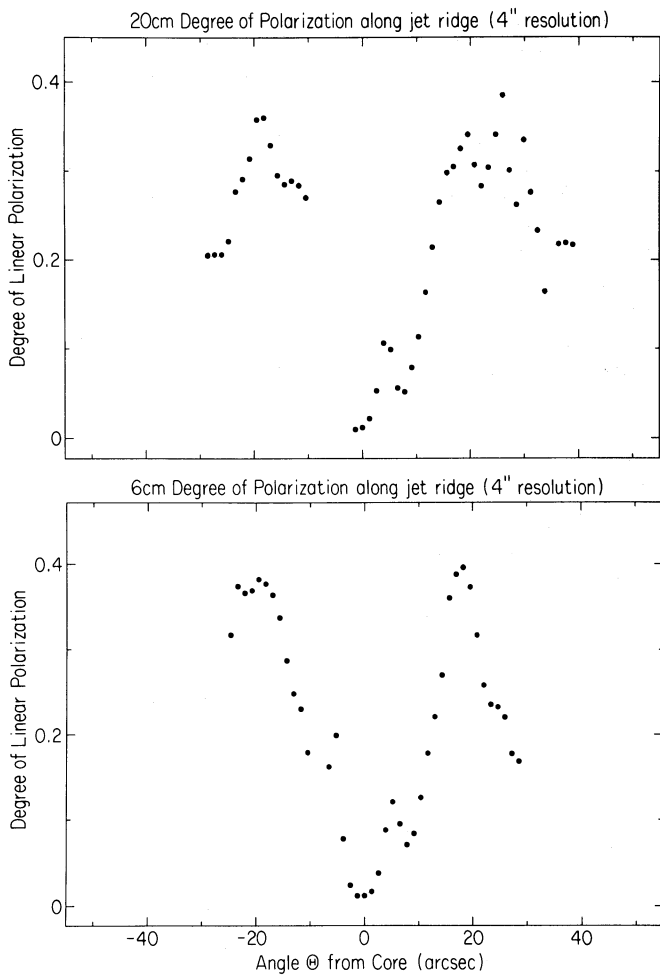 20cm Degree of Polarization along jet ridge (4" resolution)
0.4
0.2
0
Degree of Linear Polarization
6cm Degree of Polarization along jet ridge (4" resolution)
0.4
0.2
0
Degree of Linear Polarization
-40 -20 0 20 40
Angle Θ from Core (arcsec)